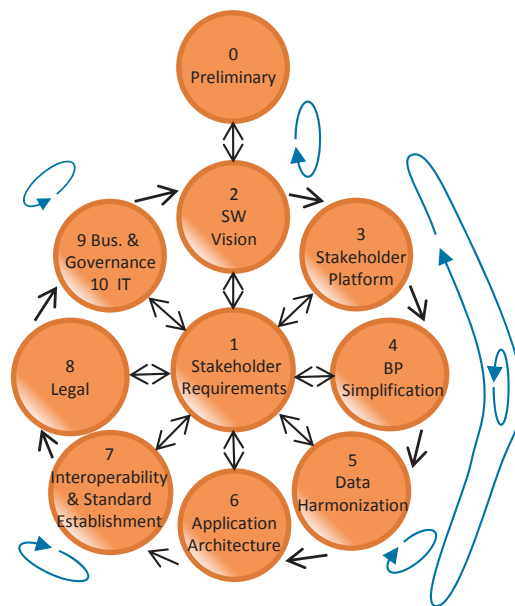 0
Preliminary
2
SW
Vision
3
Stakeholder
Platform
9 Bus. &
Governance
10 IT
1
Stakeholder
Requirements
4
BP
Simplification
8
Legal
7
Interoperability
& Standard
Establishment
5
Data
Harmonization
6
Application
Architecture